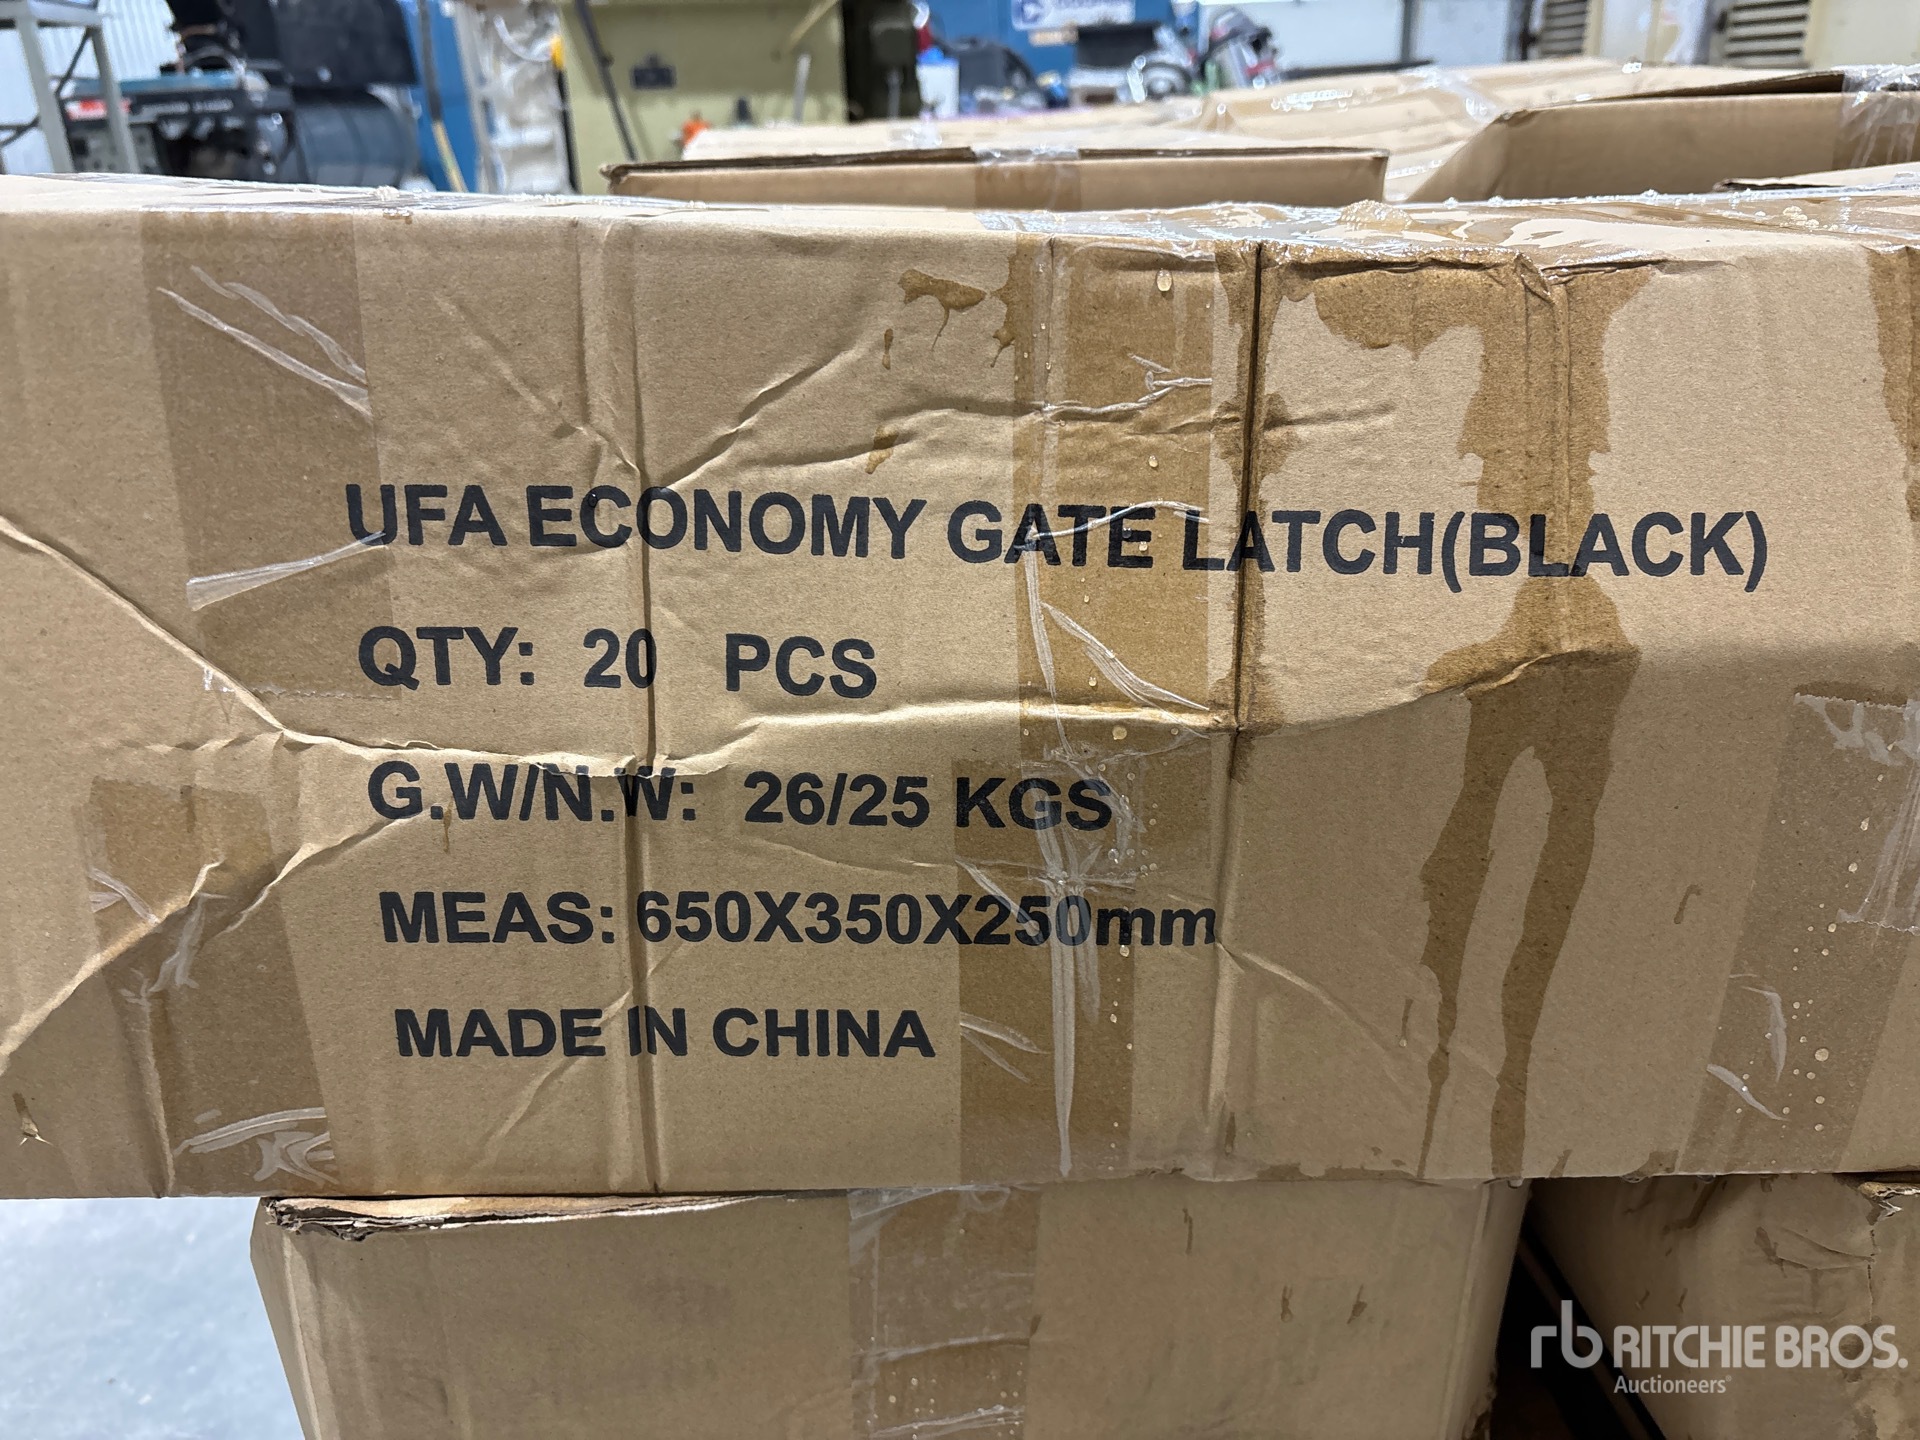 UFA ECONOMY GATE LATCH(BLACK)
QTY: 20 PCS
G.W/N.W: 26/25 KGS
MEAS: 650X350X250mm
MADE IN CHINA
rb RITCHIE BROS.
Auctioneers